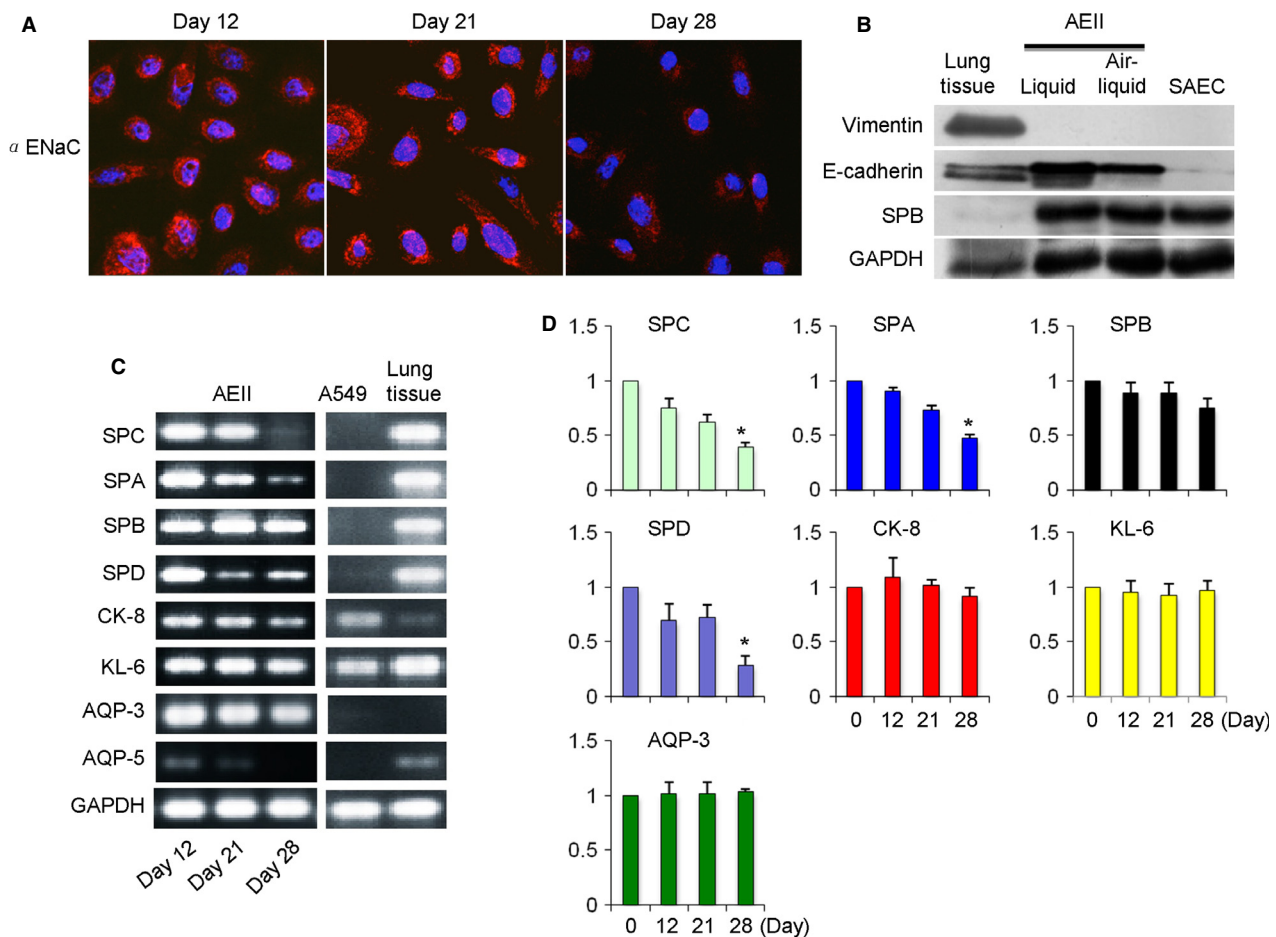 A
Day 12
Day 21
Day 28
α ENaC
B
AEII
Lung
tissue
Liquid
Air-
liquid
SAEC
Vimentin
E-cadherin
SPB
GAPDH
C
AEII
A549
Lung
tissue
SPC
SPA
SPB
SPD
CK-8
KL-6
AQP-3
AQP-5
GAPDH
Day 12
Day 21
Day 28
D
SPC
1.5
1
0.5
0
*
SPA
1.5
1
0.5
0
*
SPB
1.5
1
0.5
0
SPD
1.5
1
0.5
0
*
CK-8
1.5
1
0.5
0
0 12 21 28 (Day)
KL-6
1.5
1
0.5
0
0 12 21 28 (Day)
AQP-3
1.5
1
0.5
0
0 12 21 28 (Day)